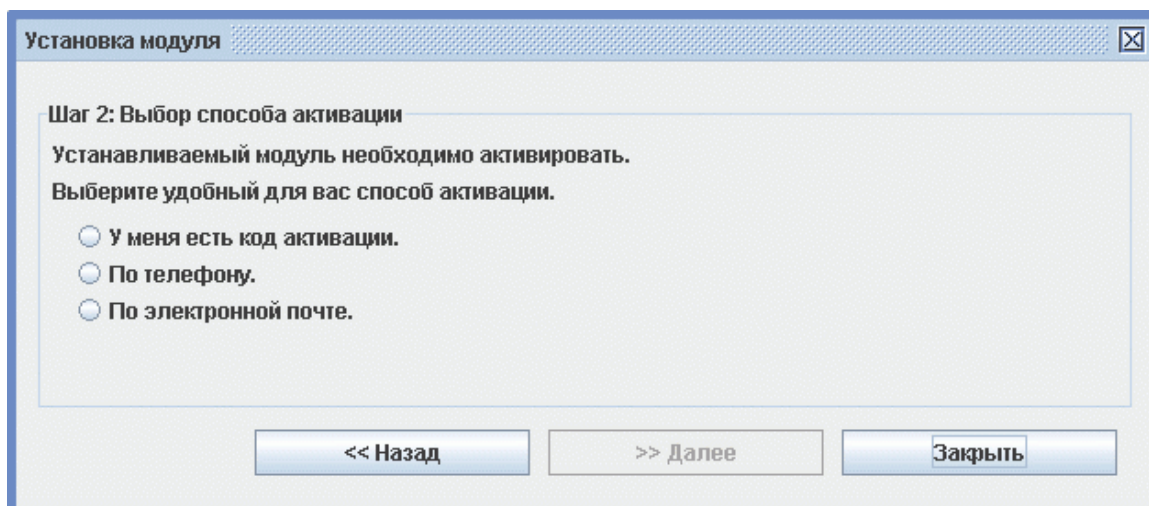 Установка модуля
Шаг 2: Выбор способа активации
Устанавливаемый модуль необходимо активировать.
Выберите удобный для вас способ активации.
У меня есть код активации.
По телефону.
По электронной почте.
<< Назад
>> Далее
Закрыть